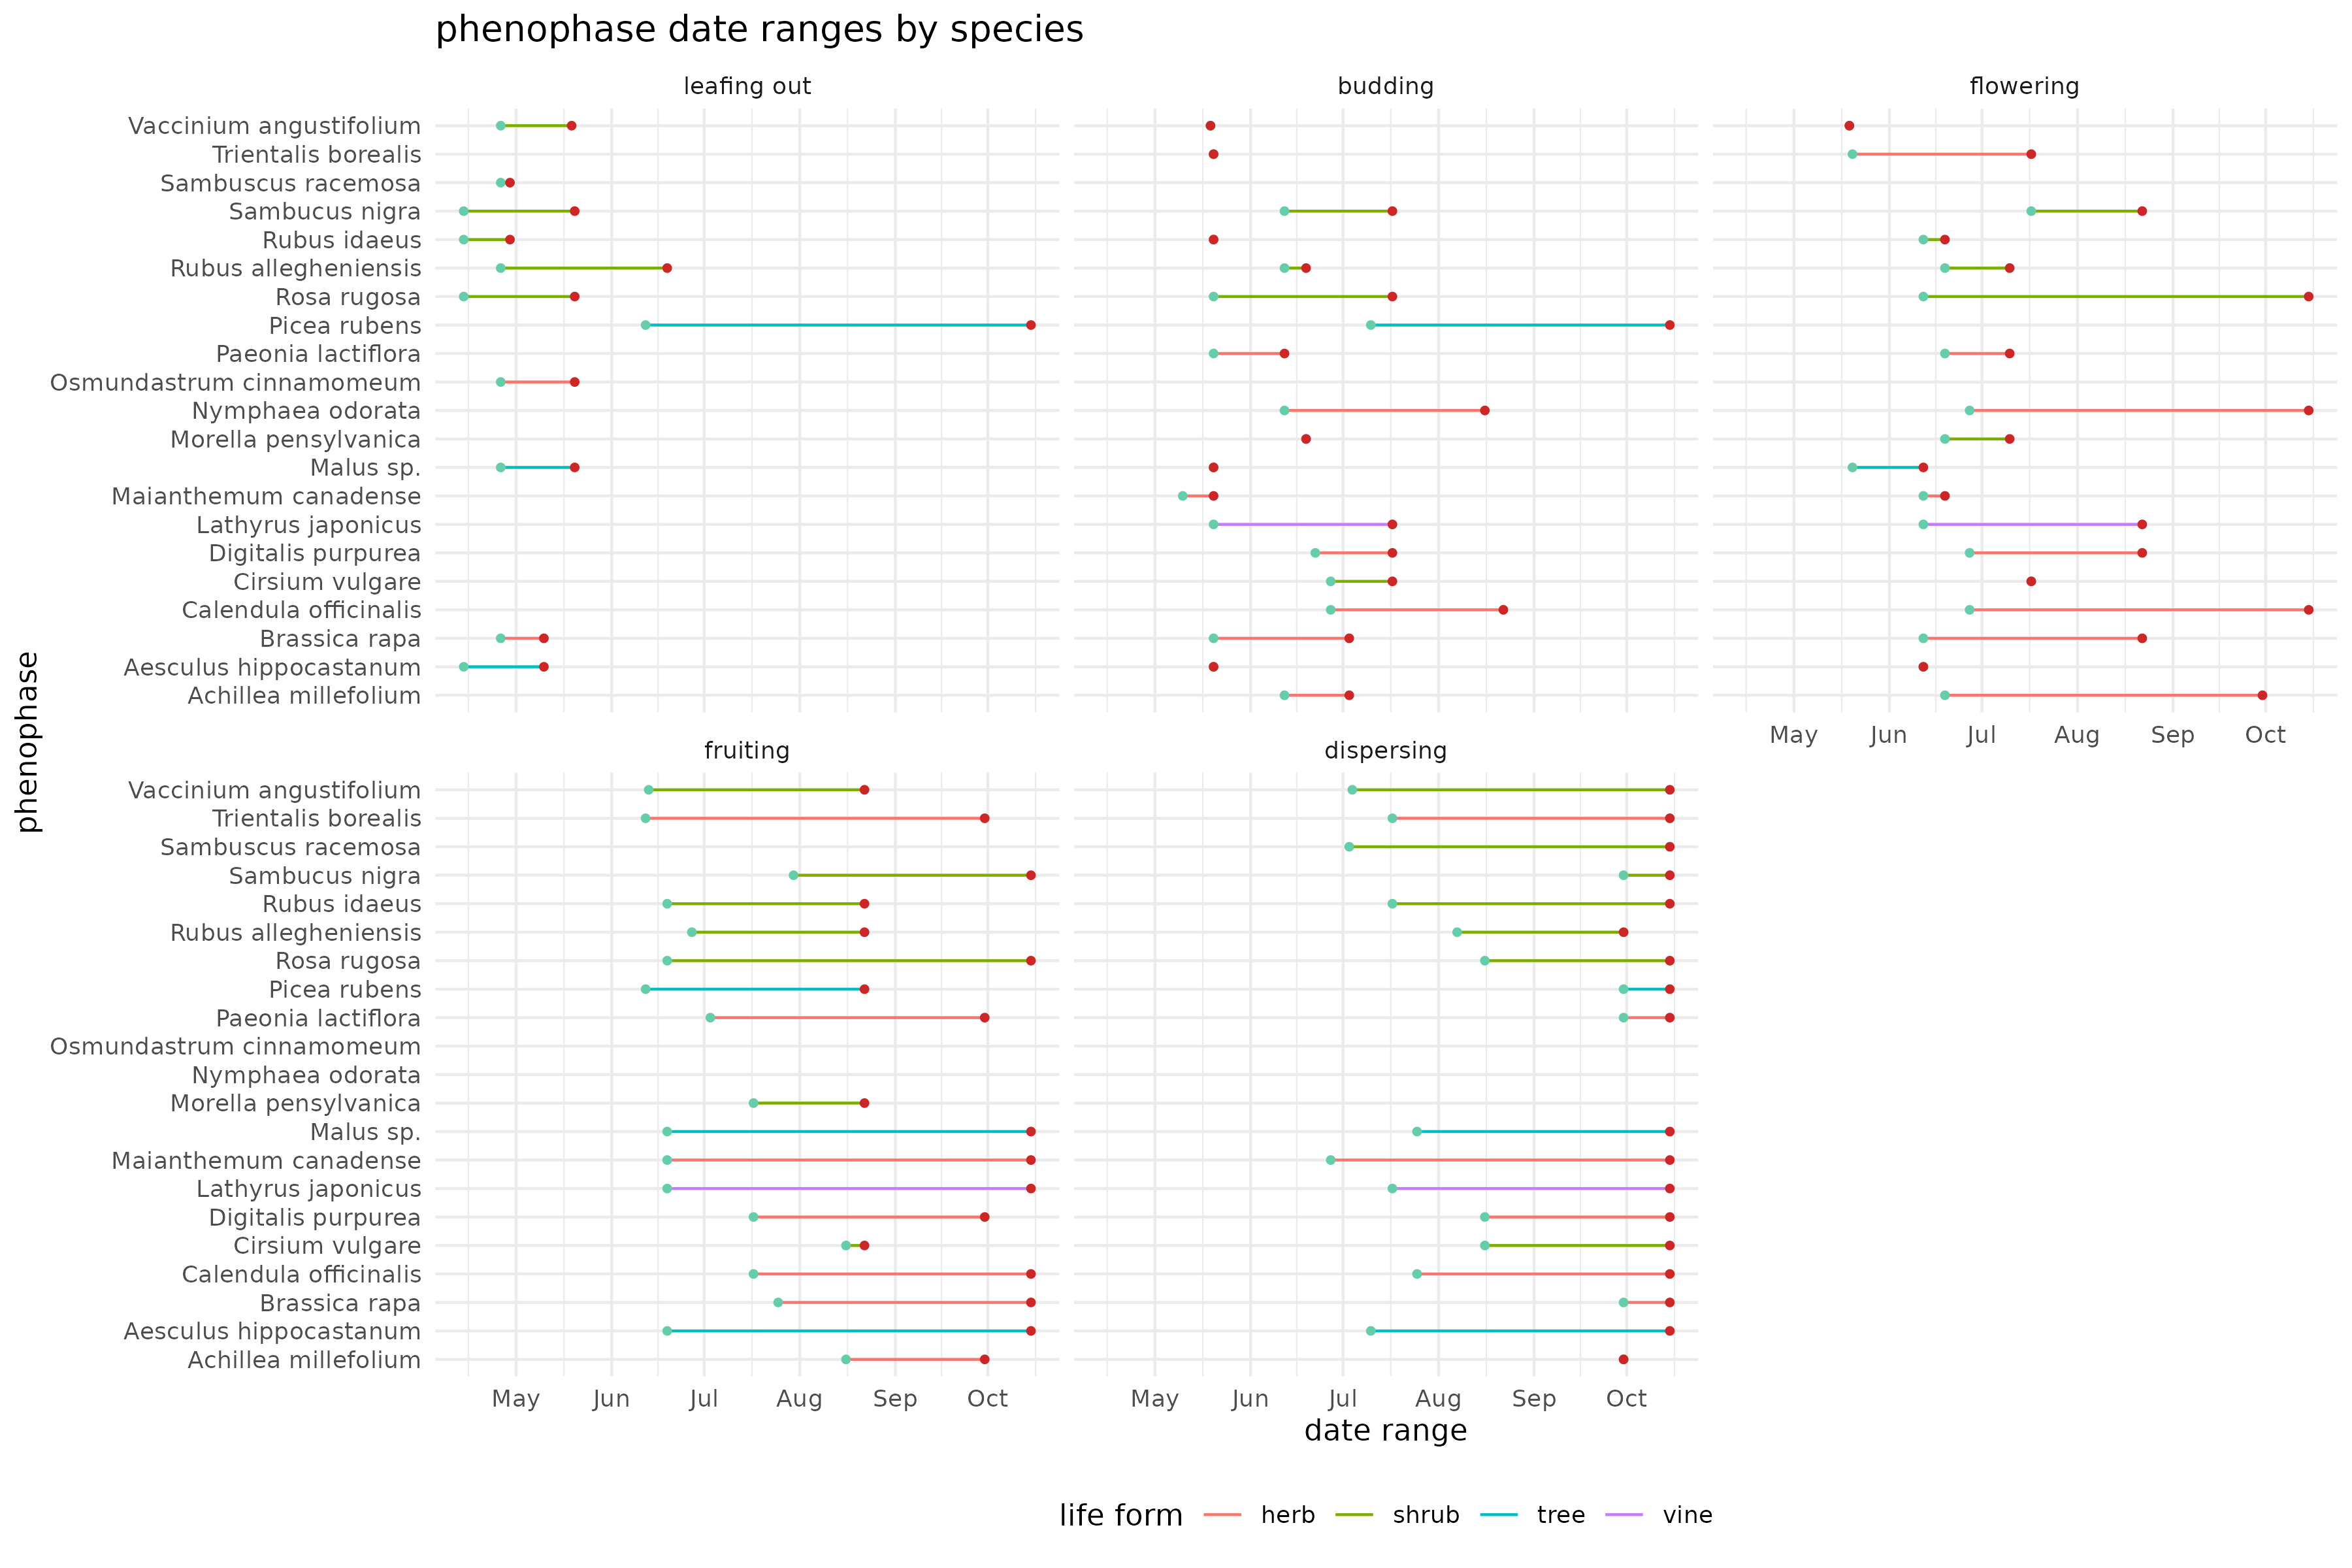 phenophase date ranges by species
leafing out
budding
flowering
Vaccinium angustifolium
Trientalis borealis
Sambuscus racemosa
Sambucus nigra
Rubus idaeus
Rubus allegheniensis
Rosa rugosa
Picea rubens
Paeonia lactiflora
Osmundastrum cinnamomeum
Nymphaea odorata
Morella pensylvanica
Malus sp.
Maianthemum canadense
Lathyrus japonicus
Digitalis purpurea
Cirsium vulgare
Calendula officinalis
Brassica rapa
Aesculus hippocastanum
Achillea millefolium
May Jun Jul Aug Sep Oct
phenophase
fruiting
dispersing
Vaccinium angustifolium
Trientalis borealis
Sambuscus racemosa
Sambucus nigra
Rubus idaeus
Rubus allegheniensis
Rosa rugosa
Picea rubens
Paeonia lactiflora
Osmundastrum cinnamomeum
Nymphaea odorata
Morella pensylvanica
Malus sp.
Maianthemum canadense
Lathyrus japonicus
Digitalis purpurea
Cirsium vulgare
Calendula officinalis
Brassica rapa
Aesculus hippocastanum
Achillea millefolium
May Jun Jul Aug Sep Oct
May Jun Jul Aug Sep Oct
date range
life form herb shrub tree vine